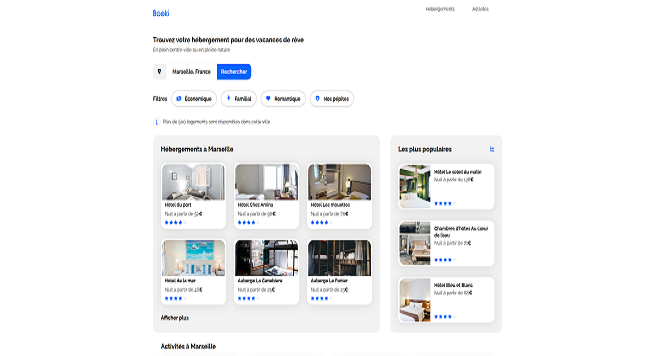 Booki
Hébergements
Activités
Trouvez votre hébergement pour des vacances de rêve
En plein centre-ville ou en pleine nature
Marseille, France
Rechercher
Filtres
Économique
Familial
Romantique
Nos pépites
Plus de 500 logements sont disponibles dans cette ville
Hébergements à Marseille
Hôtel du port
Nuit à partir de 52€
Hôtel Chez Amina
Nuit à partir de
Hôtel Les mouettes
Nuit à partir de 76€
Hôtel de la mer
Nuit à partir de 46€
Auberge La Canebière
Nuit à partir de 25€
Auberge Le Panier
Nuit à partir de 23€
Afficher plus
Les plus populaires
Hôtel Le soleil du matin
Nuit à partir de 128€
Chambres d'hôtes Au cœur
de l'eau
Nuit à partir de 71€
Hôtel Bleu et Blanc
Nuit à partir de 68€
Activités à Marseille